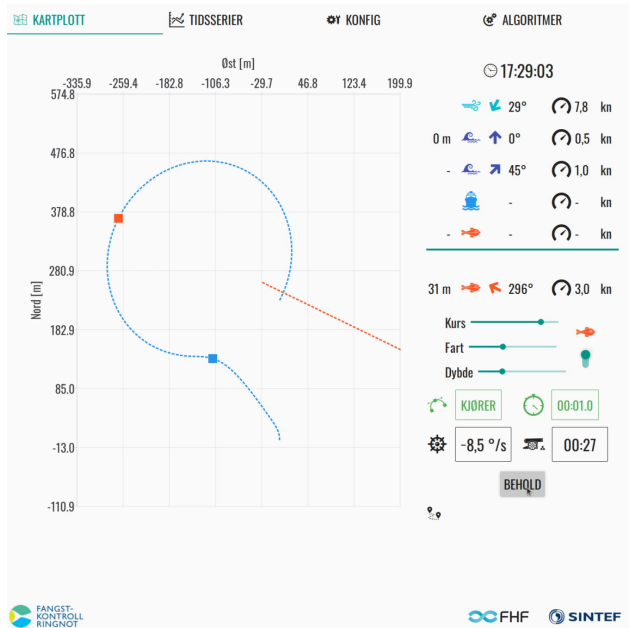 KARTPLOTT TIDSSERIER KONFIG ALGORITMER
17:29:03
Øst [m]
-335.9 -259.4 -182.8 -106.3 -29.7 46.8 123.4 199.9
574.8
476.8
378.8
280.9
182.9
85.0
-13.0
-110.9
Nord [m]
29° 7,8 kn
0 m 0° 0,5 kn
- 45° 1,0 kn
- - kn
- - - kn
31 m 296° 3,0 kn
Kurs
Fart
Dybde
KJØRER 00:01.0
-8,5 °/s 00:27
BEHOLD
FANGST-
KONTROLL
RINGNOT
FHF SINTEF